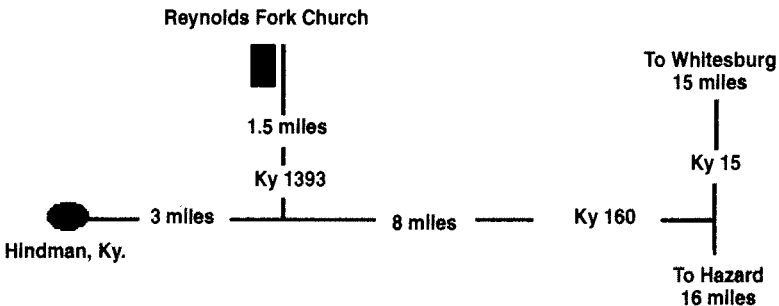 Reynolds Fork Church
To Whitesburg
15 miles
1.5 miles
Ky 1393
Ky 15
3 miles
8 miles
Ky 160
Hindman, Ky.
To Hazard
16 miles